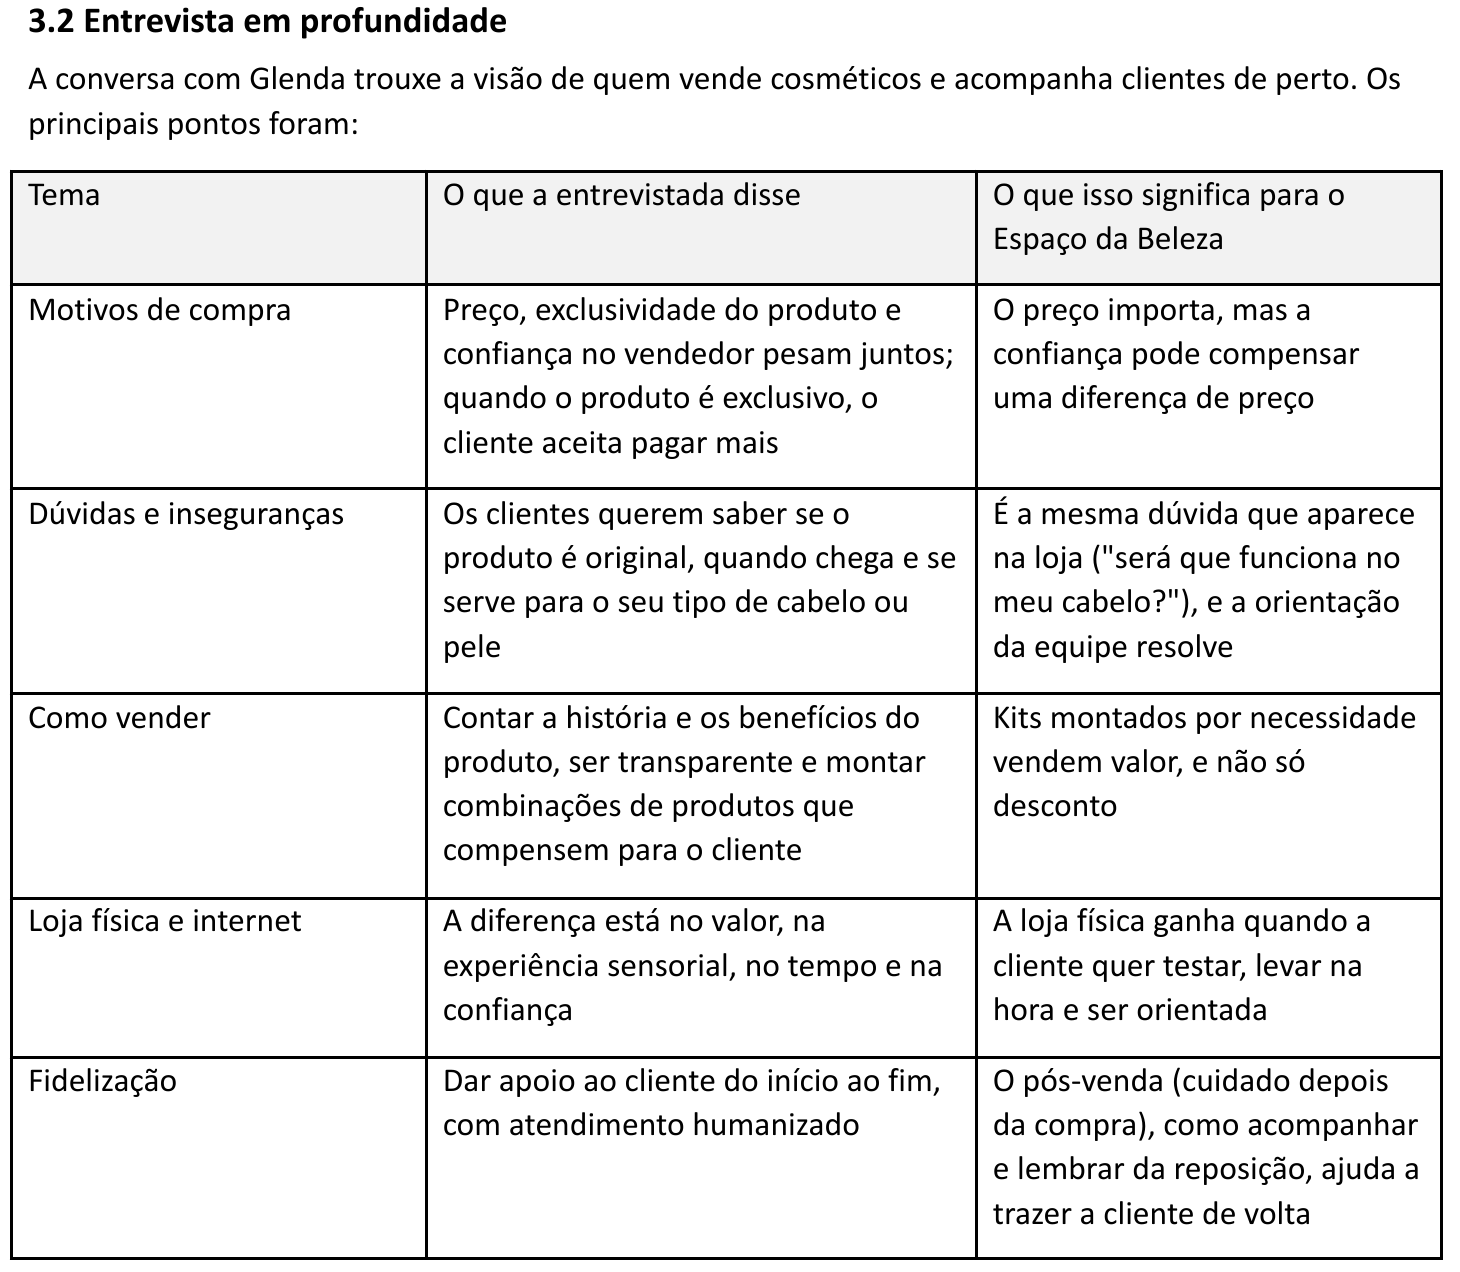 3.2 Entrevista em profundidade
A conversa com Glenda trouxe a visão de quem vende cosméticos e acompanha clientes de perto. Os
principais pontos foram:
Tema
O que a entrevistada disse
O que isso significa para o
Espaço da Beleza
Motivos de compra
Preço, exclusividade do produto e
confiança no vendedor pesam juntos;
quando o produto é exclusivo, o
cliente aceita pagar mais
O preço importa, mas a
confiança pode compensar
uma diferença de preço
Dúvidas e inseguranças
Os clientes querem saber se o
produto é original, quando chega e se
serve para o seu tipo de cabelo ou
pele
É a mesma dúvida que aparece
na loja ("será que funciona no
meu cabelo?"), e a orientação
da equipe resolve
Como vender
Contar a história e os benefícios do
produto, ser transparente e montar
combinações de produtos que
compensem para o cliente
Kits montados por necessidade
vendem valor, e não só
desconto
Loja física e internet
A diferença está no valor, na
experiência sensorial, no tempo e na
confiança
A loja física ganha quando a
cliente quer testar, levar na
hora e ser orientada
Fidelização
Dar apoio ao cliente do início ao fim,
com atendimento humanizado
O pós-venda (cuidado depois
da compra), como acompanhar
e lembrar da reposição, ajuda a
trazer a cliente de volta